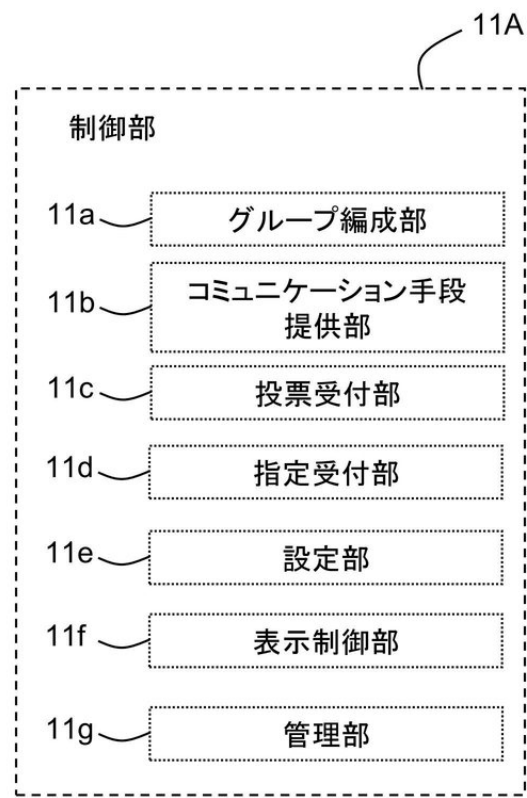 11A
制御部
11a
グループ編成部
11b
コミュニケーション手段
提供部
11c
投票受付部
11d
指定受付部
11e
設定部
11f
表示制御部
11g
管理部